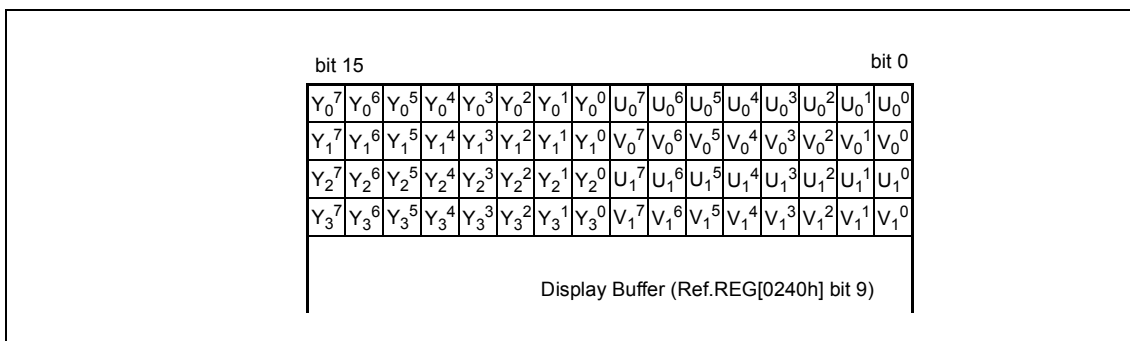 bit 15 bit 0
Y₀⁷ Y₀⁶ Y₀⁵ Y₀⁴ Y₀³ Y₀² Y₀¹ Y₀⁰ U₀⁷ U₀⁶ U₀⁵ U₀⁴ U₀³ U₀² U₀¹ U₀⁰
Y₁⁷ Y₁⁶ Y₁⁵ Y₁⁴ Y₁³ Y₁² Y₁¹ Y₁⁰ V₀⁷ V₀⁶ V₀⁵ V₀⁴ V₀³ V₀² V₀¹ V₀⁰
Y₂⁷ Y₂⁶ Y₂⁵ Y₂⁴ Y₂³ Y₂² Y₂¹ Y₂⁰ U₁⁷ U₁⁶ U₁⁵ U₁⁴ U₁³ U₁² U₁¹ U₁⁰
Y₃⁷ Y₃⁶ Y₃⁵ Y₃⁴ Y₃³ Y₃² Y₃¹ Y₃⁰ V₁⁷ V₁⁶ V₁⁵ V₁⁴ V₁³ V₁² V₁¹ V₁⁰
Display Buffer (Ref.REG[0240h] bit 9)